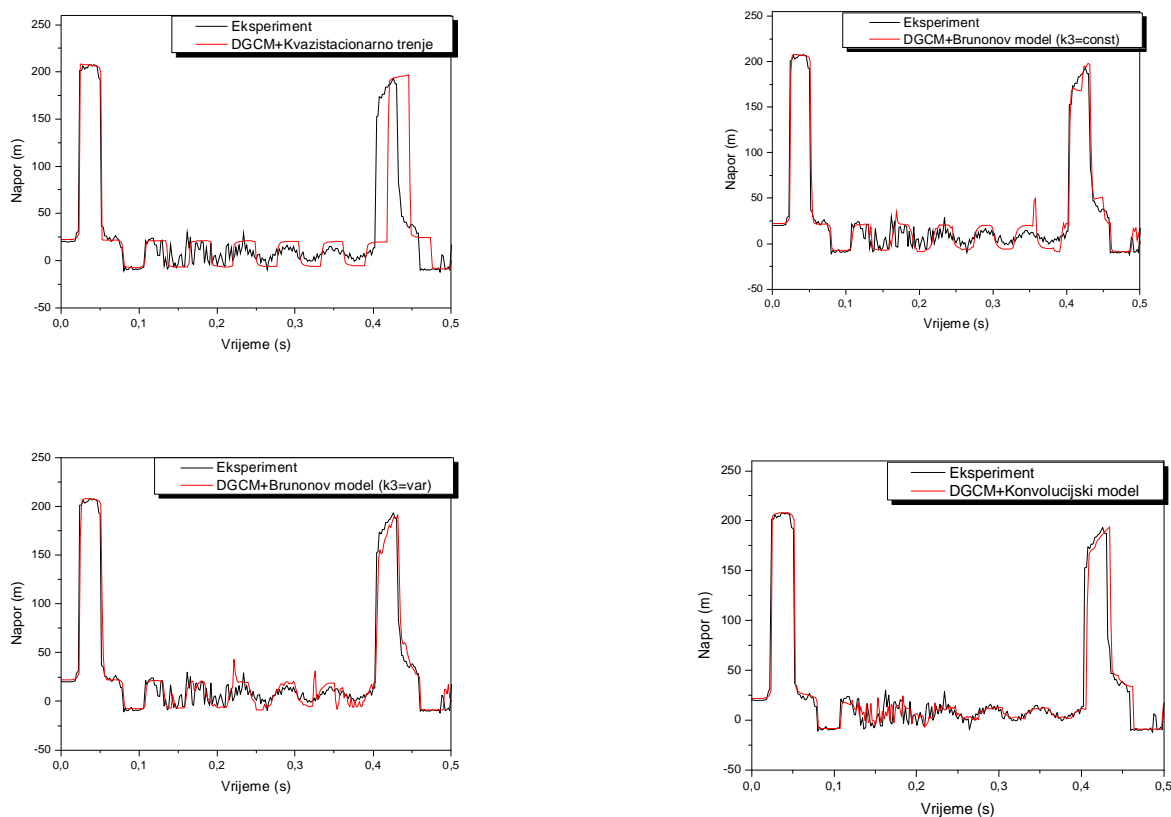 Eksperiment
DGCM+Kvazistacionarno trenje
250
200
150
100
50
0
-50
Napor (m)
0,0 0,1 0,2 0,3 0,4 0,5
Vrijeme (s)
Eksperiment
DGCM+Brunonov model (k3=const)
250
200
150
100
50
0
-50
Napor (m)
0,0 0,1 0,2 0,3 0,4 0,5
Vrijeme (s)
Eksperiment
DGCM+Brunonov model (k3=var)
250
200
150
100
50
0
-50
Napor (m)
0,0 0,1 0,2 0,3 0,4 0,5
Vrijeme (s)
Eksperiment
DGCM+Konvolucijski model
250
200
150
100
50
0
-50
Napor (m)
0,0 0,1 0,2 0,3 0,4 0,5
Vrijeme (s)